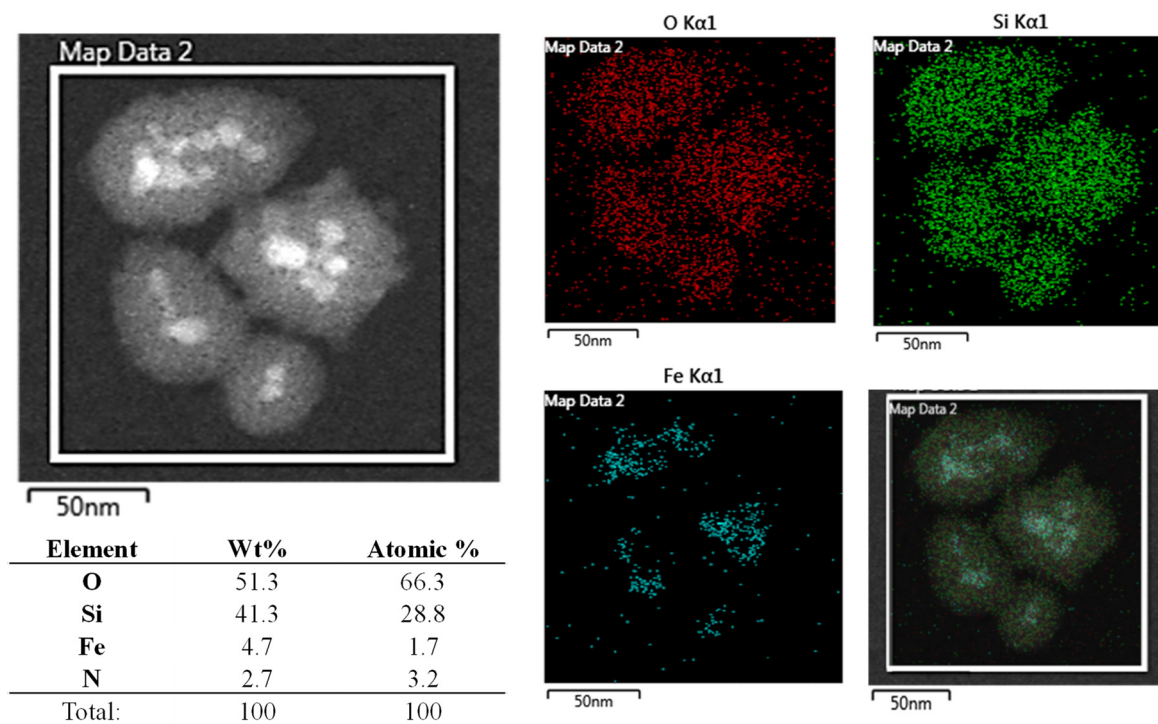 Map Data 2
50nm
Element Wt% Atomic %
O 51.3 66.3
Si 41.3 28.8
Fe 4.7 1.7
N 2.7 3.2
Total: 100 100
O Kα1
Map Data 2
50nm
Si Kα1
Map Data 2
50nm
Fe Kα1
Map Data 2
50nm
Map Data 2
50nm